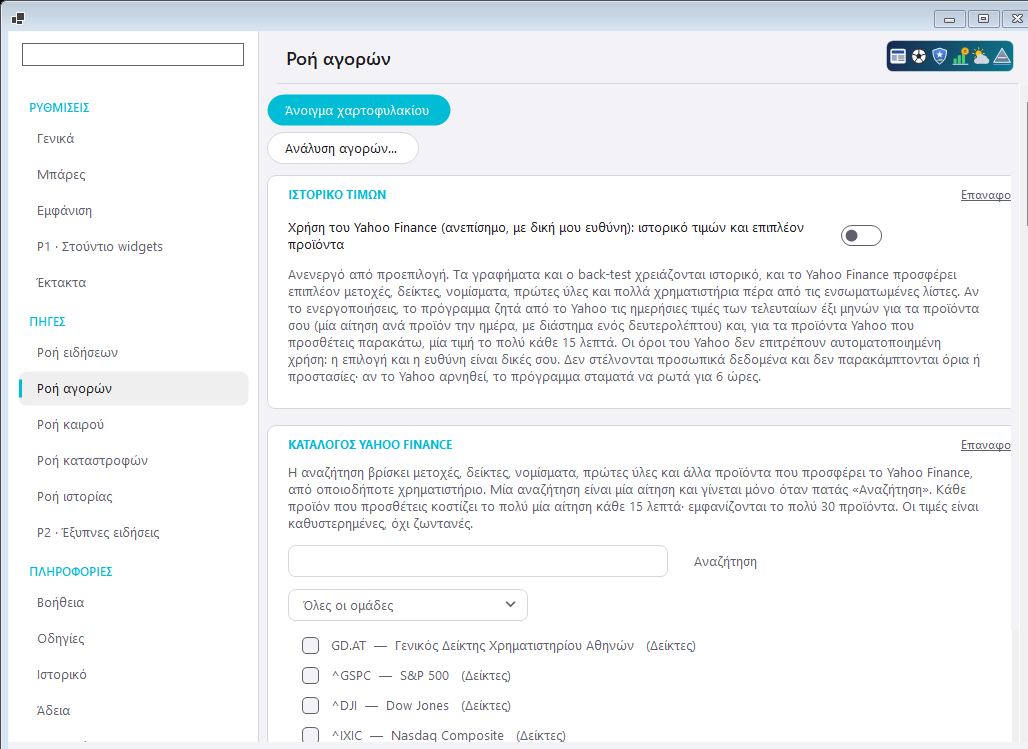 Ροή αγορών
ΡΥΘΜΙΣΕΙΣ
Γενικά
Μπάρες
Εμφάνιση
P1 · Στούντιο widgets
Έκτακτα
ΠΗΓΕΣ
Ροή ειδήσεων
Ροή αγορών
Ροή καιρού
Ροή καταστροφών
Ροή ιστορίας
P2 · Έξυπνες ειδήσεις
ΠΛΗΡΟΦΟΡΙΕΣ
Βοήθεια
Οδηγίες
Ιστορικό
Άδεια
Άνοιγμα χαρτοφυλακίου
Ανάλυση αγορών...
ΙΣΤΟΡΙΚΟ ΤΙΜΩΝ
Επαναφο
Χρήση του Yahoo Finance (ανεπίσημο, με δική μου ευθύνη): ιστορικό τιμών και επιπλέον
προϊόντα
Ανενεργό από προεπιλογή. Τα γραφήματα και ο back-test χρειάζονται ιστορικό, και το Yahoo Finance προσφέρει
επιπλέον μετοχές, δείκτες, νομίσματα, πρώτες ύλες και πολλά χρηματιστήρια πέρα από τις ενσωματωμένες λίστες. Αν
το ενεργοποιήσεις, το πρόγραμμα ζητά από το Yahoo τις ημερήσιες τιμές των τελευταίων έξι μηνών για τα προϊόντα
σου (μία αίτηση ανά προϊόν την ημέρα, με διάστημα ενός δευτερολέπτου) και, για τα προϊόντα Yahoo που
προσθέτεις παρακάτω, μία τιμή το πολύ κάθε 15 λεπτά. Οι όροι του Yahoo δεν επιτρέπουν αυτοματοποιημένη
χρήση: η επιλογή και η ευθύνη είναι δικές σου. Δεν στέλνονται προσωπικά δεδομένα και δεν παρακάμπτονται όρια ή
προστασίες· αν το Yahoo αρνηθεί, το πρόγραμμα σταματά να ρωτά για 6 ώρες.
ΚΑΤΑΛΟΓΟΣ YAHOO FINANCE
Επαναφο
Η αναζήτηση βρίσκει μετοχές, δείκτες, νομίσματα, πρώτες ύλες και άλλα προϊόντα που προσφέρει το Yahoo Finance,
από οποιοδήποτε χρηματιστήριο. Μία αναζήτηση είναι μία αίτηση και γίνεται μόνο όταν πατάς «Αναζήτηση». Κάθε
προϊόν που προσθέτεις κοστίζει το πολύ μία αίτηση κάθε 15 λεπτά· εμφανίζονται το πολύ 30 προϊόντα. Οι τιμές είναι
καθυστερημένες, όχι ζωντανές.
Αναζήτηση
Όλες οι ομάδες
GD.AT — Γενικός Δείκτης Χρηματιστηρίου Αθηνών (Δείκτες)
^GSPC — S&P 500 (Δείκτες)
^DJI — Dow Jones (Δείκτες)
^IXIC — Nasdaq Composite (Δείκτες)